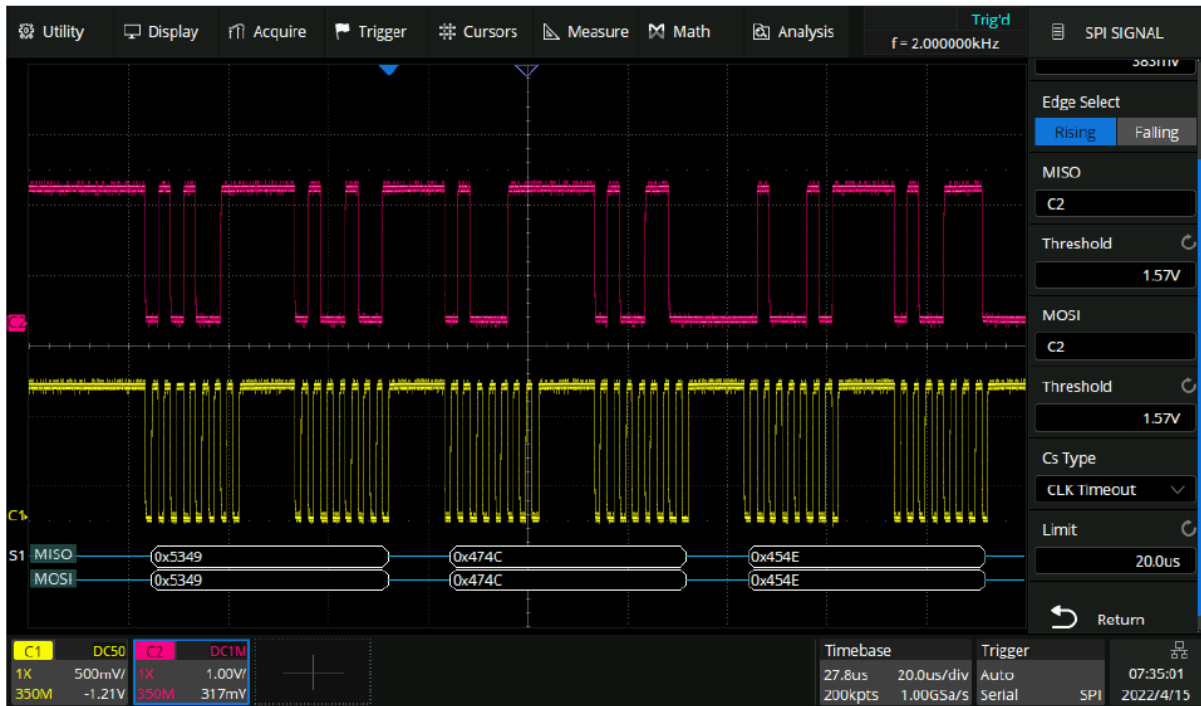 Utility Display Acquire Trigger Cursors Measure Math Analysis
Trig'd
f = 2.000000kHz
SPI SIGNAL
383mV
Edge Select
Rising Falling
MISO
C2
Threshold
1.57V
MOSI
C2
Threshold
1.57V
Cs Type
CLK Timeout
Limit
20.0us
Return
C2
C1
S1 MISO 0x5349 0x474C 0x454E
MOSI 0x5349 0x474C 0x454E
C1 DC50
1X 500mV/
350M -1.21V
C2 DC1M
1X 1.00V/
350M 317mV
Timebase
27.8us 20.0us/div
200kpts 1.00GSa/s
Trigger
Auto
Serial SPI
07:35:01
2022/4/15